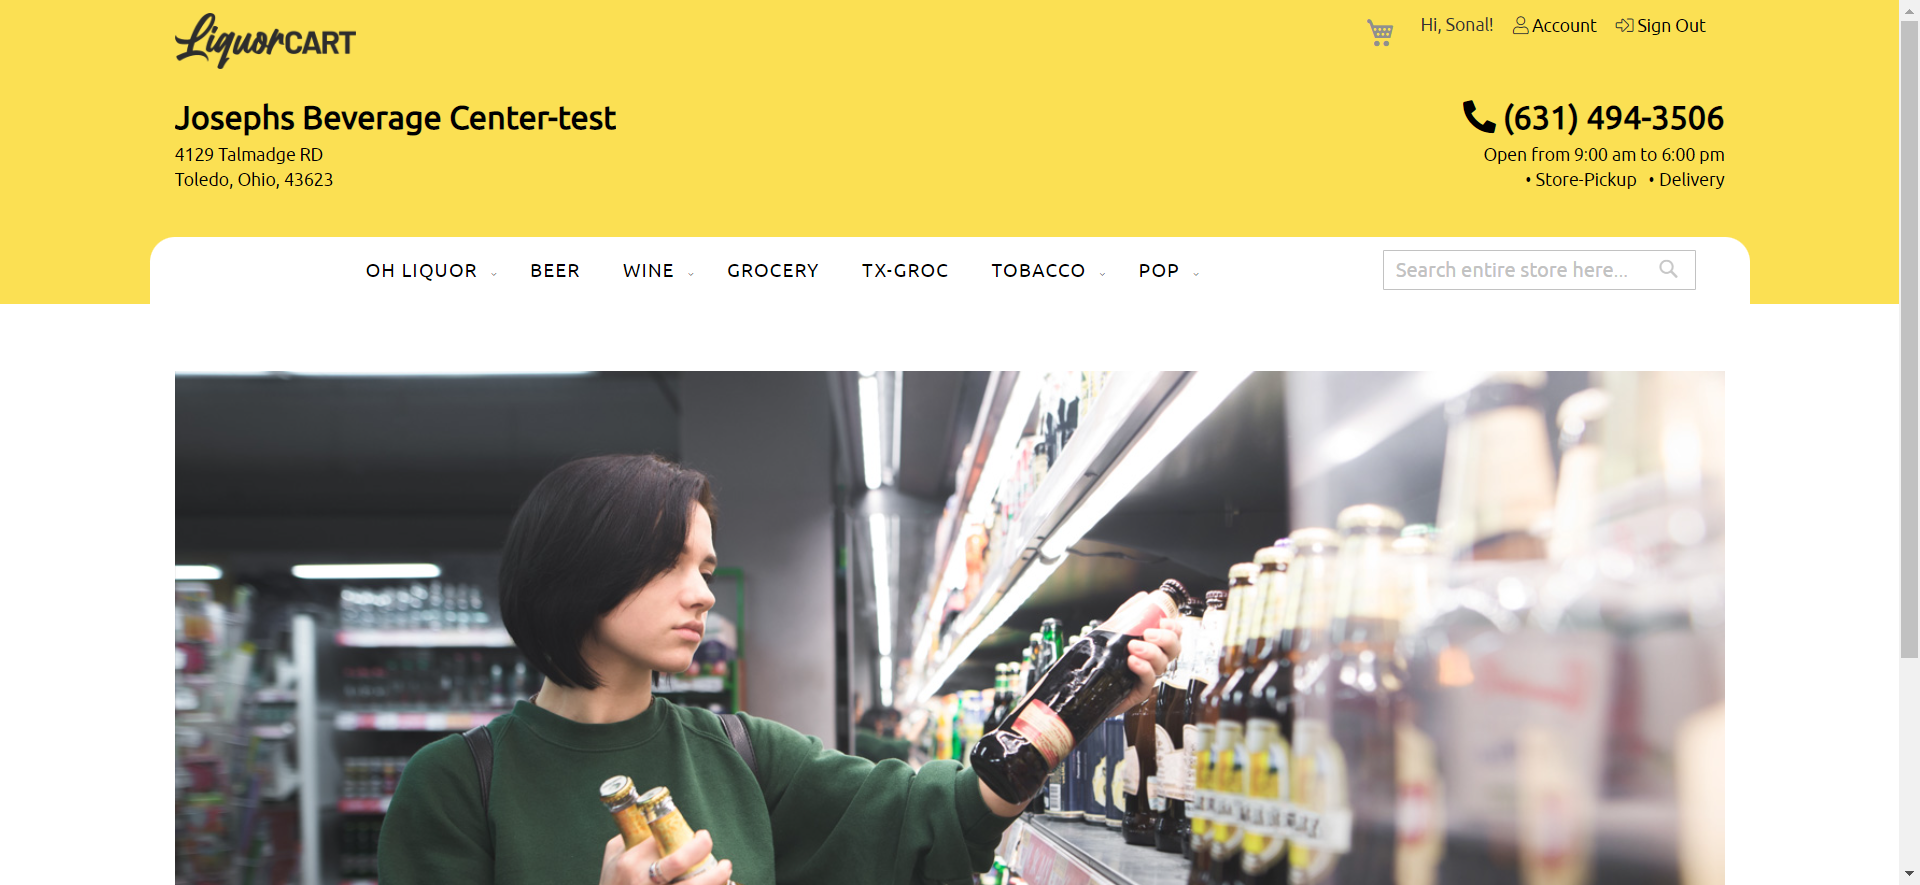 LiquorCART
Hi, Sonal!
Account
Sign Out
Josephs Beverage Center-test
4129 Talmadge RD
Toledo, Ohio, 43623
(631) 494-3506
Open from 9:00 am to 6:00 pm
• Store-Pickup • Delivery
OH LIQUOR
BEER
WINE
GROCERY
TX-GROC
TOBACCO
POP
Search entire store here...